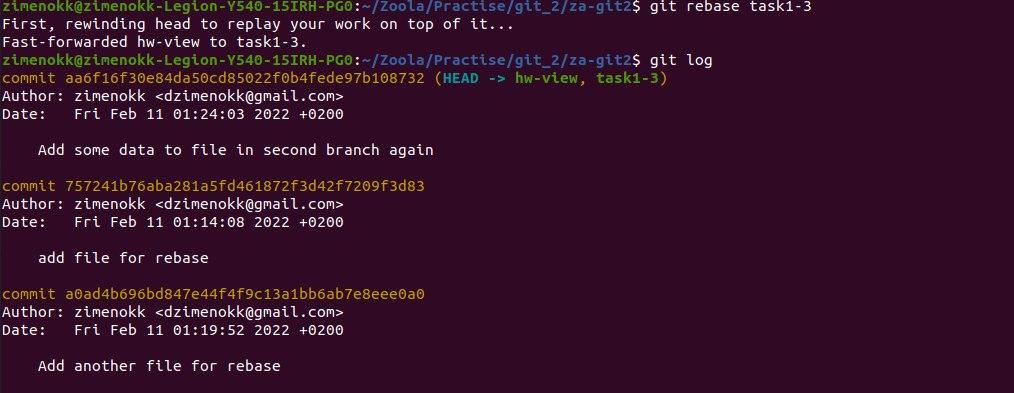 zimenokk@zimenokk-Legion-Y540-15IRH-PG0:~/Zoola/Practise/git_2/za-git2$ git rebase task1-3
First, rewinding head to replay your work on top of it...
Fast-forwarded hw-view to task1-3.
zimenokk@zimenokk-Legion-Y540-15IRH-PG0:~/Zoola/Practise/git_2/za-git2$ git log
commit aa6f16f30e84da50cd85022f0b4fede97b108732 (HEAD -> hw-view, task1-3)
Author: zimenokk <dzimenokk@gmail.com>
Date:   Fri Feb 11 01:24:03 2022 +0200
    Add some data to file in second branch again
commit 757241b76aba281a5fd461872f3d42f7209f3d83
Author: zimenokk <dzimenokk@gmail.com>
Date:   Fri Feb 11 01:14:08 2022 +0200
    add file for rebase
commit a0ad4b696bd847e44f4f9c13a1bb6ab7e8eee0a0
Author: zimenokk <dzimenokk@gmail.com>
Date:   Fri Feb 11 01:19:52 2022 +0200
    Add another file for rebase